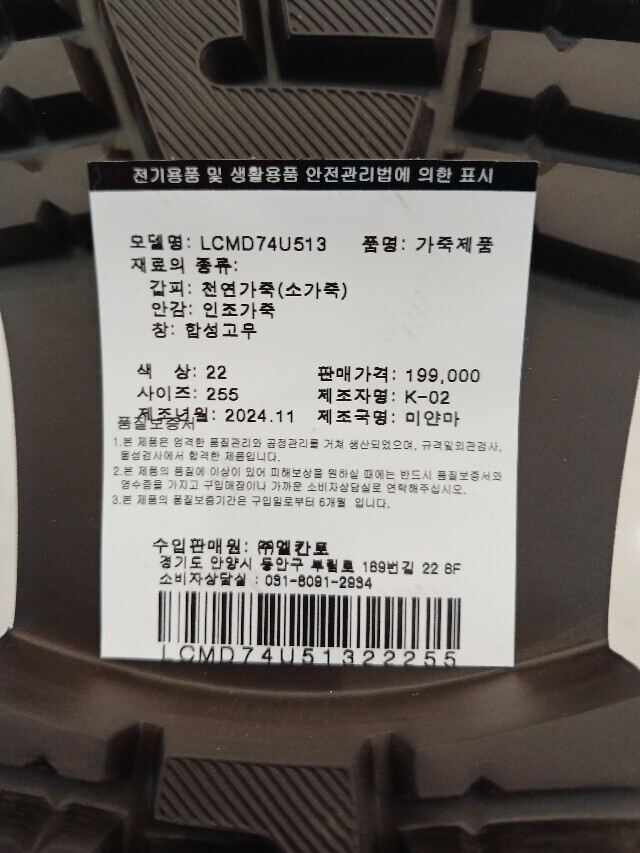 전기용품 및 생활용품 안전관리법에 의한 표시
모델명: LCMD74U513 품명: 가죽제품
재료의 종류:
갑피: 천연가죽(소가죽)
안감: 인조가죽
창: 합성고무
색 상: 22 판매가격: 199,000
사이즈: 255 제조자명: K-02
제조년월: 2024.11 제조국명: 미얀마
품질보증서
1.본 제품은 엄격한 품질관리와 공정관리를 거쳐 생산되었으며, 규격및외관검사,
물성검사에서 합격한 제품입니다.
2.본 제품의 품질에 이상이 있어 피해보상을 원하실 때에는 반드시 품질보증서와
영수증을 가지고 구입매장이나 가까운 소비자상담실로 연락해주십시오.
3.본 제품의 품질보증기간은 구입일로부터 6개월 입니다.
수입판매원: ㈜엘칸토
경기도 안양시 동안구 부림로 169번길 22 6F
소비자상담실 : 031-8091-2934
LCMD74U51322255